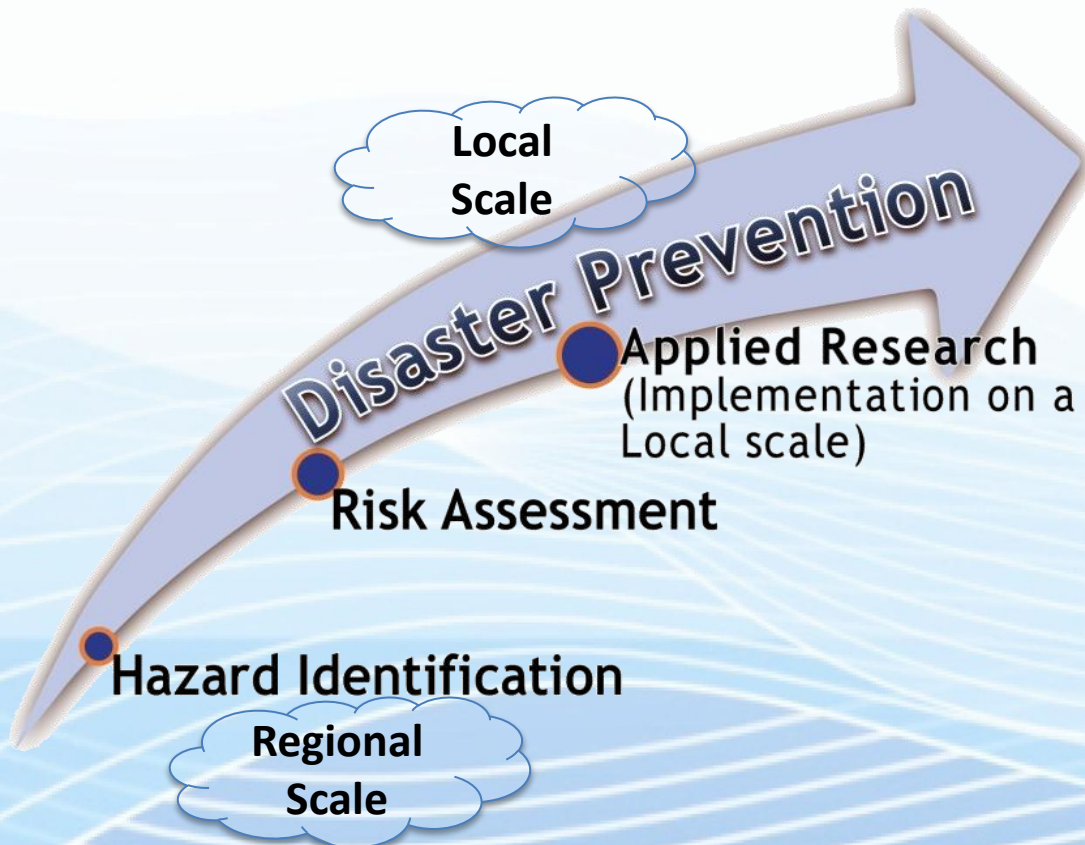 Local
Scale
Disaster Prevention
Applied Research
(Implementation on a
Local scale)
Risk Assessment
Hazard Identification
Regional
Scale